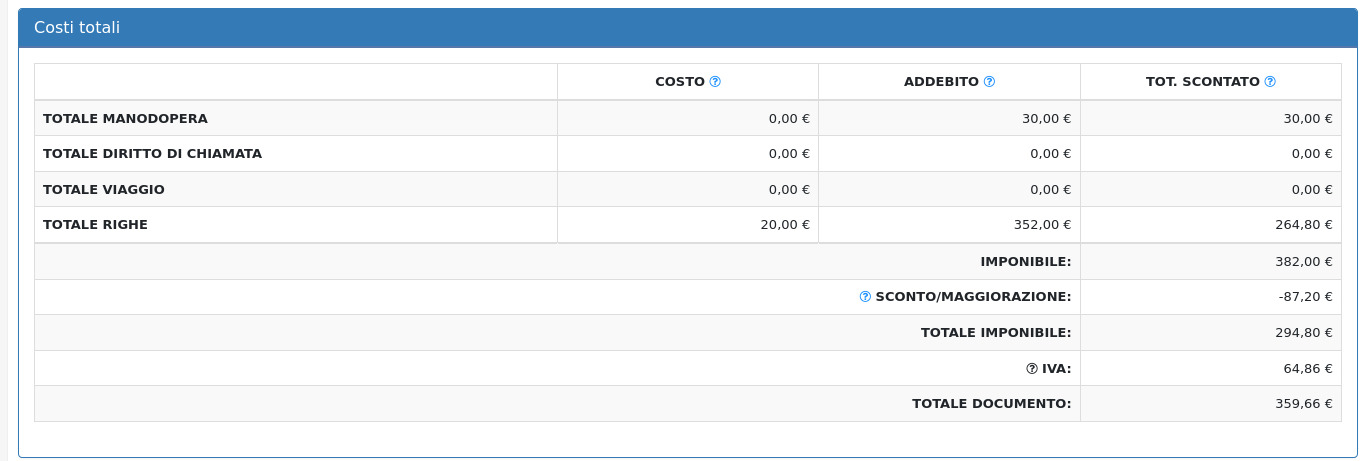 Costi totali
COSTO ADDEBITO TOT. SCONTATO
TOTALE MANODOPERA 0,00 € 30,00 € 30,00 €
TOTALE DIRITTO DI CHIAMATA 0,00 € 0,00 € 0,00 €
TOTALE VIAGGIO 0,00 € 0,00 € 0,00 €
TOTALE RIGHE 20,00 € 352,00 € 264,80 €
IMPONIBILE: 382,00 €
SCONTO/MAGGIORAZIONE: -87,20 €
TOTALE IMPONIBILE: 294,80 €
IVA: 64,86 €
TOTALE DOCUMENTO: 359,66 €